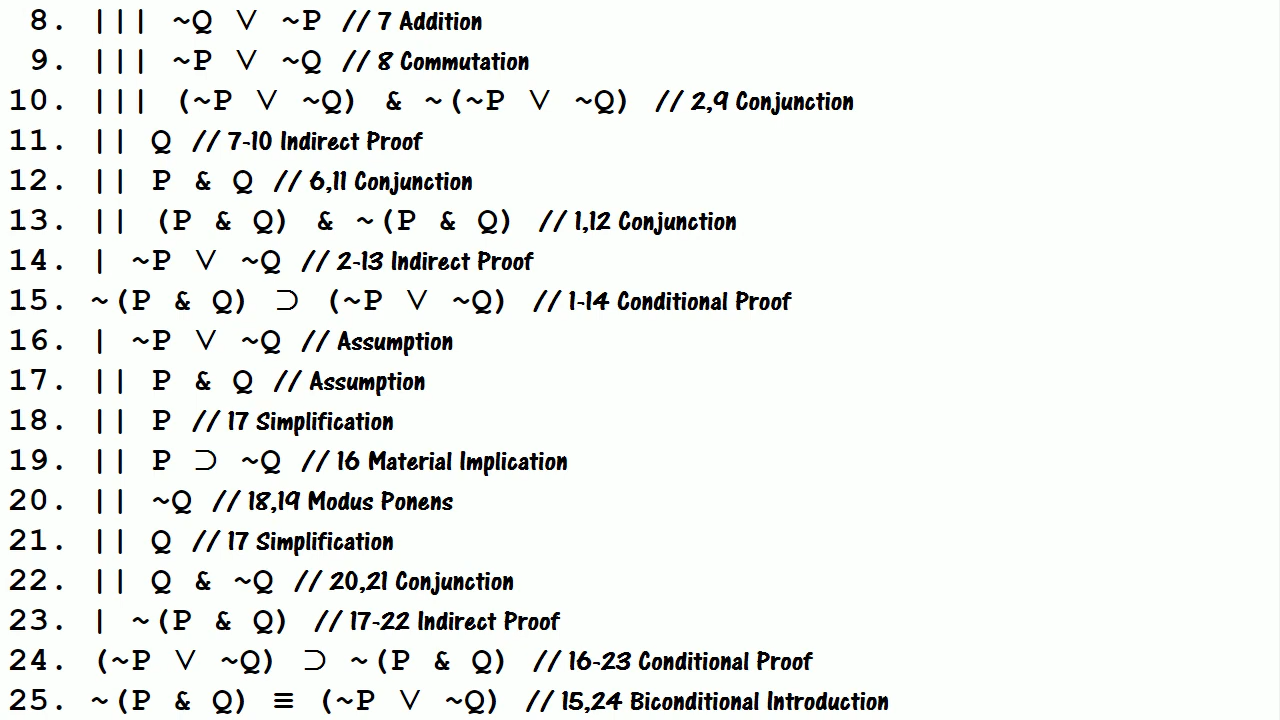 8. ||| ~Q ∨ ~P // 7 Addition
9. ||| ~P ∨ ~Q // 8 Commutation
10. ||| (~P ∨ ~Q) & ~(~P ∨ ~Q) // 2,9 Conjunction
11. || Q // 7-10 Indirect Proof
12. || P & Q // 6,11 Conjunction
13. || (P & Q) & ~(P & Q) // 1,12 Conjunction
14. | ~P ∨ ~Q // 2-13 Indirect Proof
15. ~(P & Q) ⊃ (~P ∨ ~Q) // 1-14 Conditional Proof
16. | ~P ∨ ~Q // Assumption
17. || P & Q // Assumption
18. || P // 17 Simplification
19. || P ⊃ ~Q // 16 Material Implication
20. || ~Q // 18,19 Modus Ponens
21. || Q // 17 Simplification
22. || Q & ~Q // 20,21 Conjunction
23. | ~(P & Q) // 17-22 Indirect Proof
24. (~P ∨ ~Q) ⊃ ~(P & Q) // 16-23 Conditional Proof
25. ~(P & Q) ≡ (~P ∨ ~Q) // 15,24 Biconditional Introduction